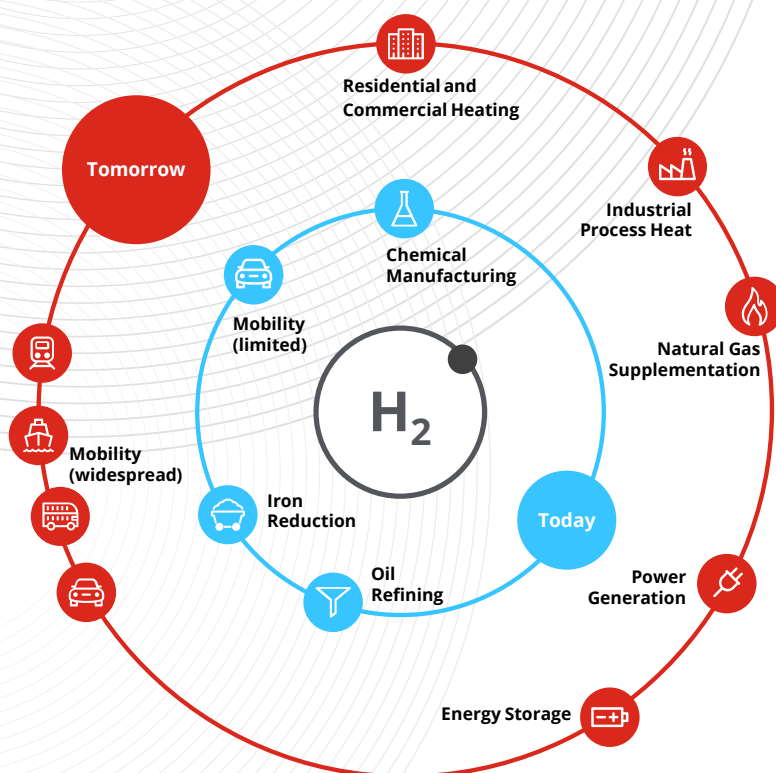 Residential and
Commercial Heating
Tomorrow
Industrial
Process Heat
Chemical
Manufacturing
Mobility
(limited)
Natural Gas
Supplementation
H₂
Mobility
(widespread)
Iron
Reduction
Today
Oil
Refining
Power
Generation
Energy Storage